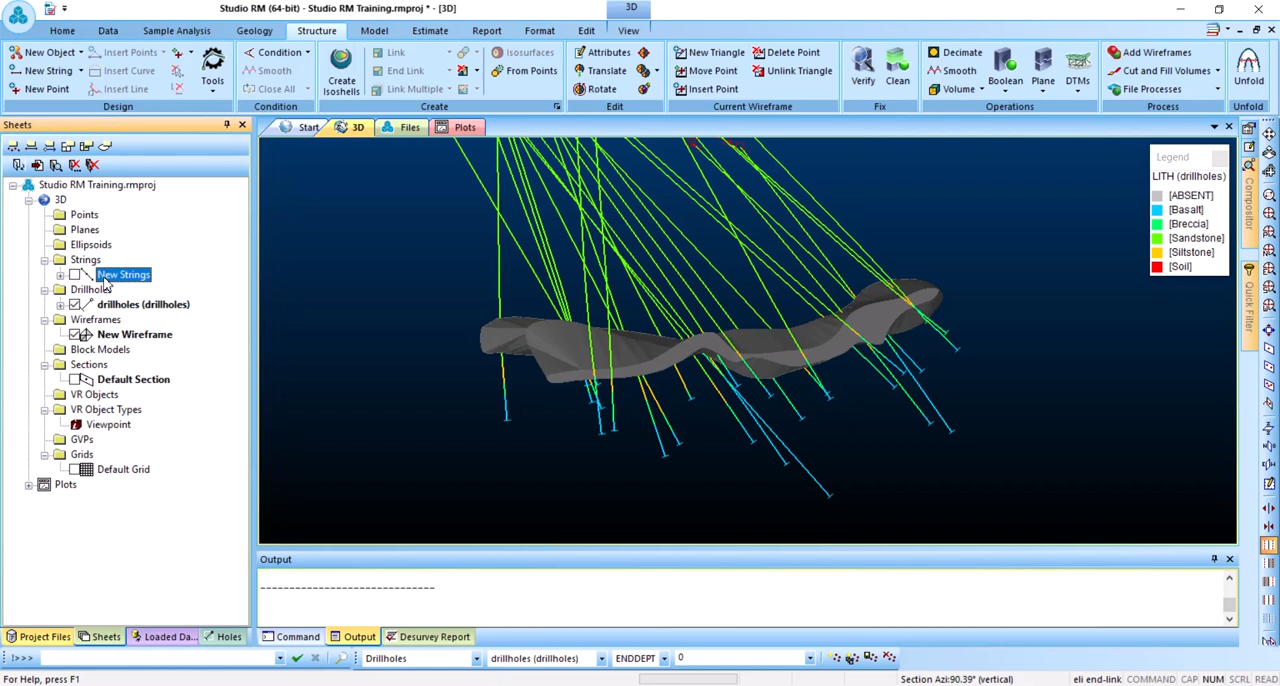 Studio RM (64-bit) - Studio RM Training.rmproj * - [3D]
3D
Home Data Sample Analysis Geology Structure Model Estimate Report Format Edit View
New Object Insert Points Condition Link Isosurfaces Attributes New Triangle Delete Point Decimate Add Wireframes
New String Insert Curve Tools Smooth Create Isoshells End Link From Points Translate Move Point Unlink Triangle Verify Clean Smooth Boolean Plane DTMs Cut and Fill Volumes Unfold
New Point Insert Line Close All Link Multiple Rotate Insert Point Volume File Processes
Design Condition Create Edit Current Wireframe Fix Operations Process Unfold
Sheets
Start 3D Files Plots
Studio RM Training.rmproj
3D
Points
Planes
Ellipsoids
Strings
New Strings
Drillholes
drillholes (drillholes)
Wireframes
New Wireframe
Block Models
Sections
Default Section
VR Objects
VR Object Types
Viewpoint
GVPs
Grids
Default Grid
Plots
Legend
LITH (drillholes)
[ABSENT]
[Basalt]
[Breccia]
[Sandstone]
[Siltstone]
[Soil]
Compositor
Quick Filter
Output
-----------------------------
Project Files Sheets Loaded Da... Holes Command Output Desurvey Report
!>>> Drillholes drillholes (drillholes) ENDDEPT 0
For Help, press F1 Section Azi:90.39° (vertical) eli end-link COMMAND CAP NUM SCRL READ